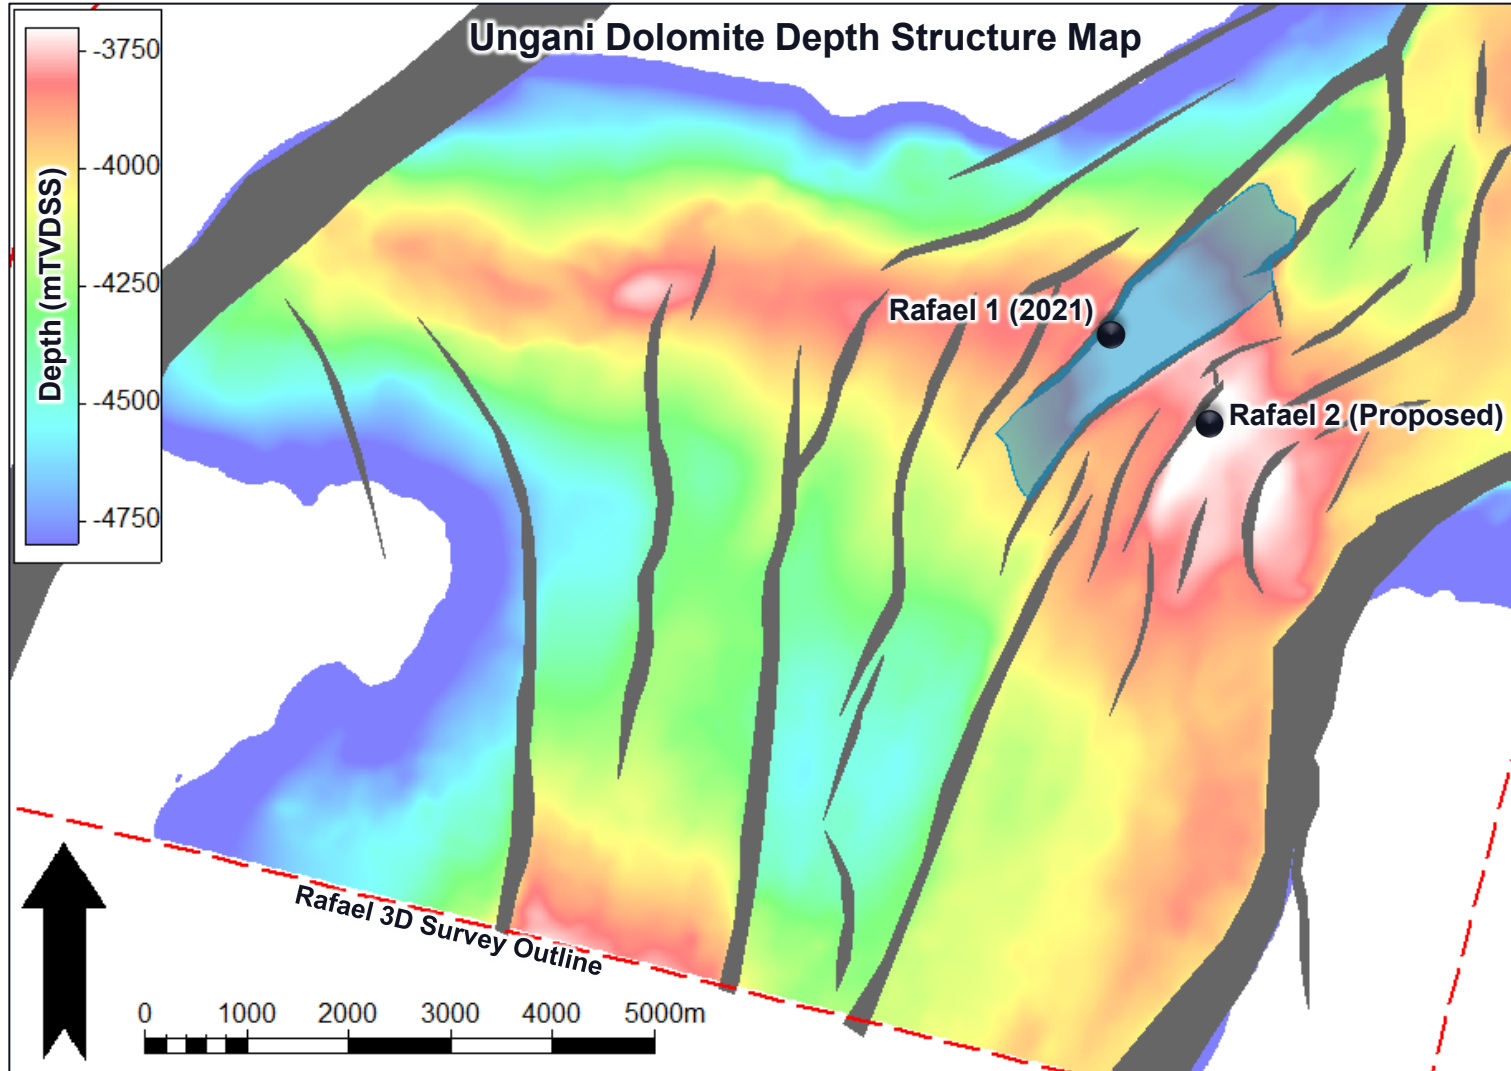 Ungani Dolomite Depth Structure Map
-3750
-4000
-4250
-4500
-4750
Depth (mTVDSS)
Rafael 1 (2021)
Rafael 2 (Proposed)
Rafael 3D Survey Outline
0 1000 2000 3000 4000 5000m